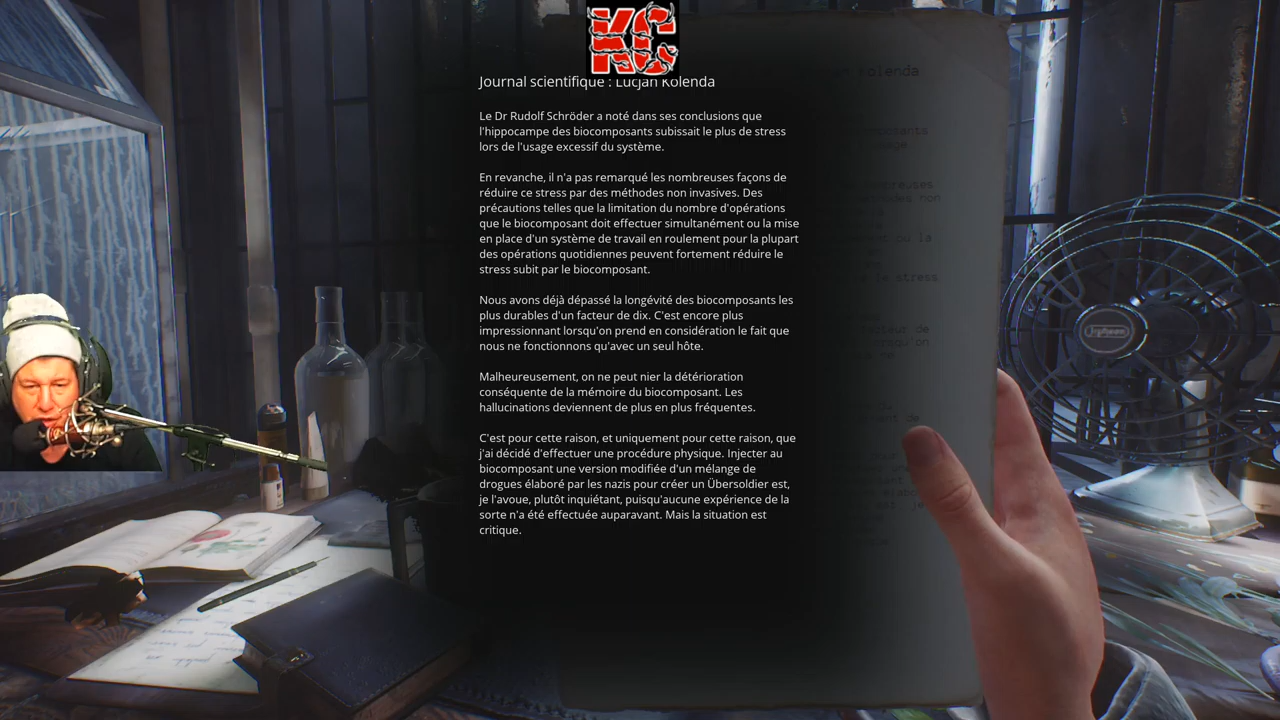 KC
Journal scientifique : Lucjan Kolenda
Le Dr Rudolf Schröder a noté dans ses conclusions que
l'hippocampe des biocomposants subissait le plus de stress
lors de l'usage excessif du système.
En revanche, il n'a pas remarqué les nombreuses façons de
réduire ce stress par des méthodes non invasives. Des
précautions telles que la limitation du nombre d'opérations
que le biocomposant doit effectuer simultanément ou la mise
en place d'un système de travail en roulement pour la plupart
des opérations quotidiennes peuvent fortement réduire le
stress subit par le biocomposant.
Nous avons déjà dépassé la longévité des biocomposants les
plus durables d'un facteur de dix. C'est encore plus
impressionnant lorsqu'on prend en considération le fait que
nous ne fonctionnons qu'avec un seul hôte.
Malheureusement, on ne peut nier la détérioration
conséquente de la mémoire du biocomposant. Les
hallucinations deviennent de plus en plus fréquentes.
C'est pour cette raison, et uniquement pour cette raison, que
j'ai décidé d'effectuer une procédure physique. Injecter au
biocomposant une version modifiée d'un mélange de
drogues élaboré par les nazis pour créer un Übersoldier est,
je l'avoue, plutôt inquiétant, puisqu'aucune expérience de la
sorte n'a été effectuée auparavant. Mais la situation est
critique.